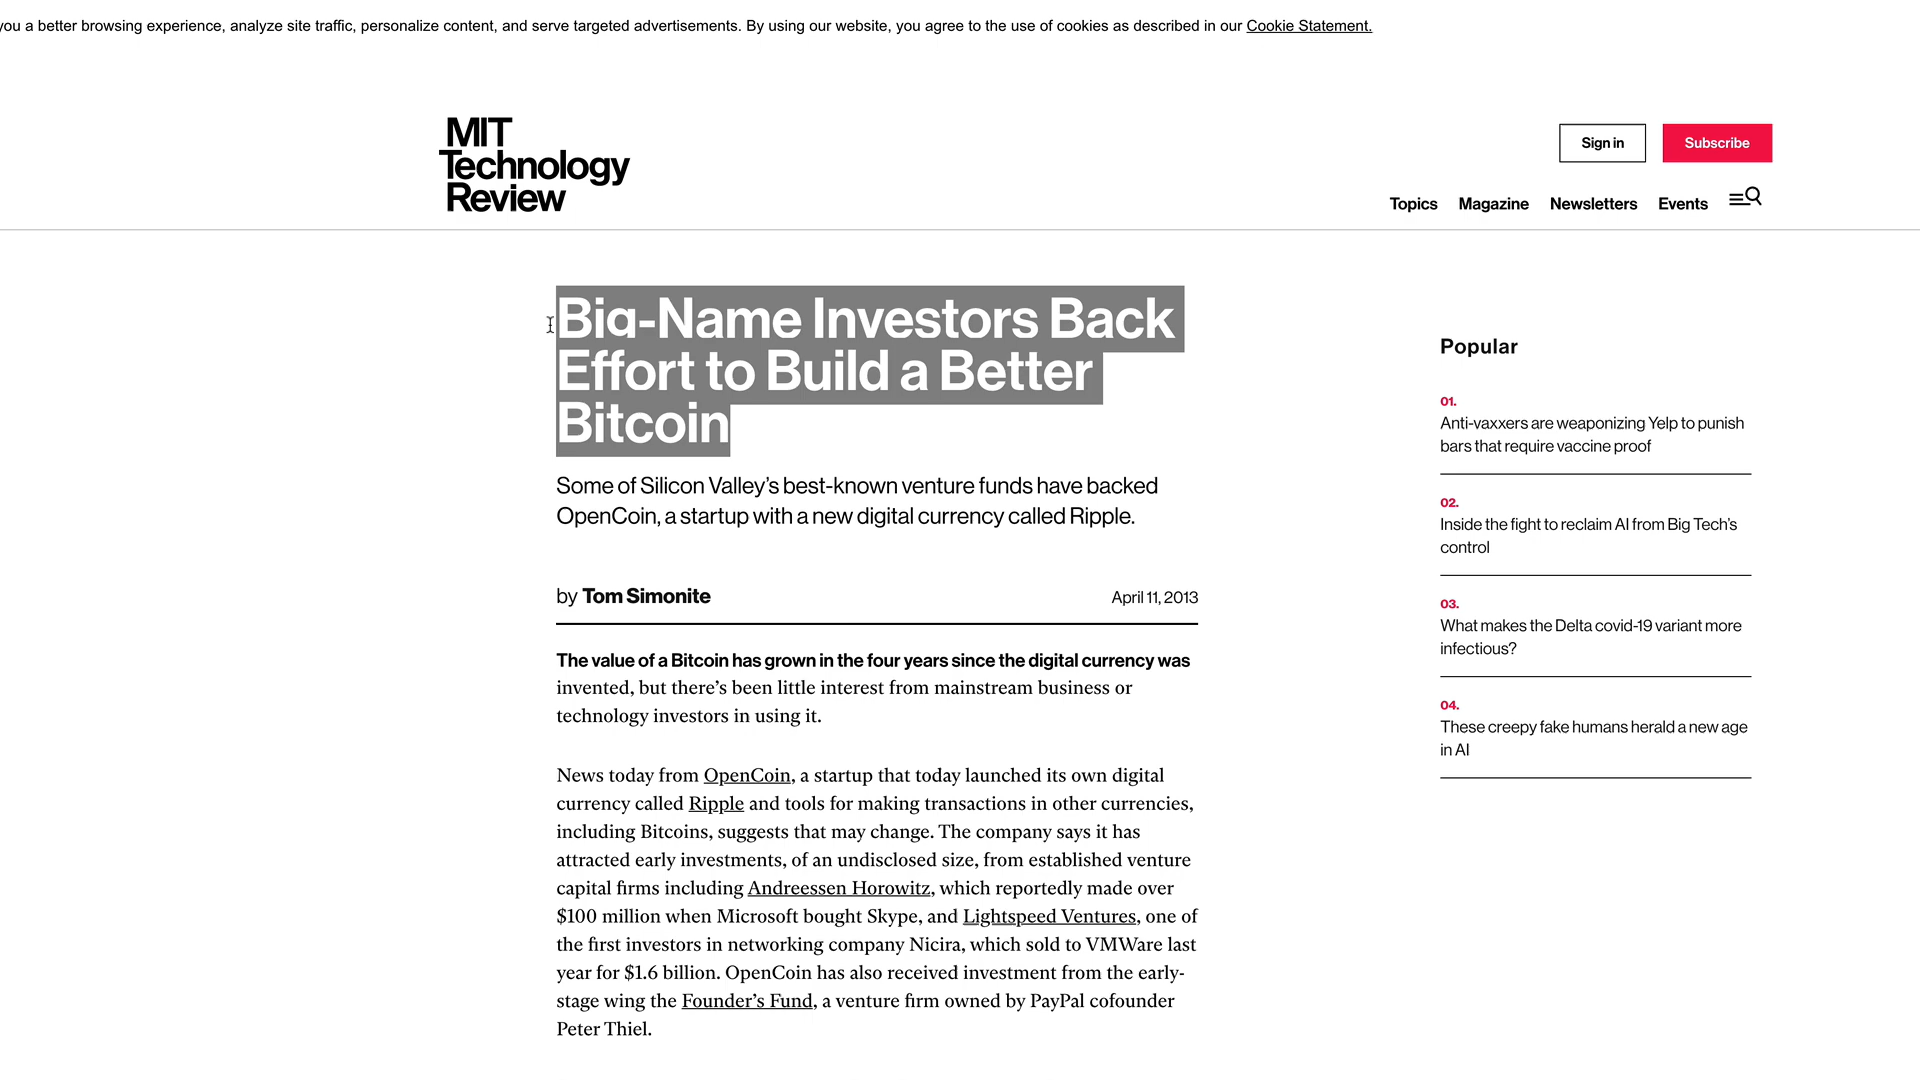 you a better browsing experience, analyze site traffic, personalize content, and serve targeted advertisements. By using our website, you agree to the use of cookies as described in our Cookie Statement.
MIT
Technology
Review
Sign in
Subscribe
Topics
Magazine
Newsletters
Events
Big-Name Investors Back
Effort to Build a Better
Bitcoin
Some of Silicon Valley’s best-known venture funds have backed
OpenCoin, a startup with a new digital currency called Ripple.
by Tom Simonite
April 11, 2013
The value of a Bitcoin has grown in the four years since the digital currency was
invented, but there’s been little interest from mainstream business or
technology investors in using it.
News today from OpenCoin, a startup that today launched its own digital
currency called Ripple and tools for making transactions in other currencies,
including Bitcoins, suggests that may change. The company says it has
attracted early investments, of an undisclosed size, from established venture
capital firms including Andreessen Horowitz, which reportedly made over
$100 million when Microsoft bought Skype, and Lightspeed Ventures, one of
the first investors in networking company Nicira, which sold to VMWare last
year for $1.6 billion. OpenCoin has also received investment from the early-
stage wing the Founder’s Fund, a venture firm owned by PayPal cofounder
Peter Thiel.
Popular
01.
Anti-vaxxers are weaponizing Yelp to punish
bars that require vaccine proof
02.
Inside the fight to reclaim AI from Big Tech’s
control
03.
What makes the Delta covid-19 variant more
infectious?
04.
These creepy fake humans herald a new age
in AI